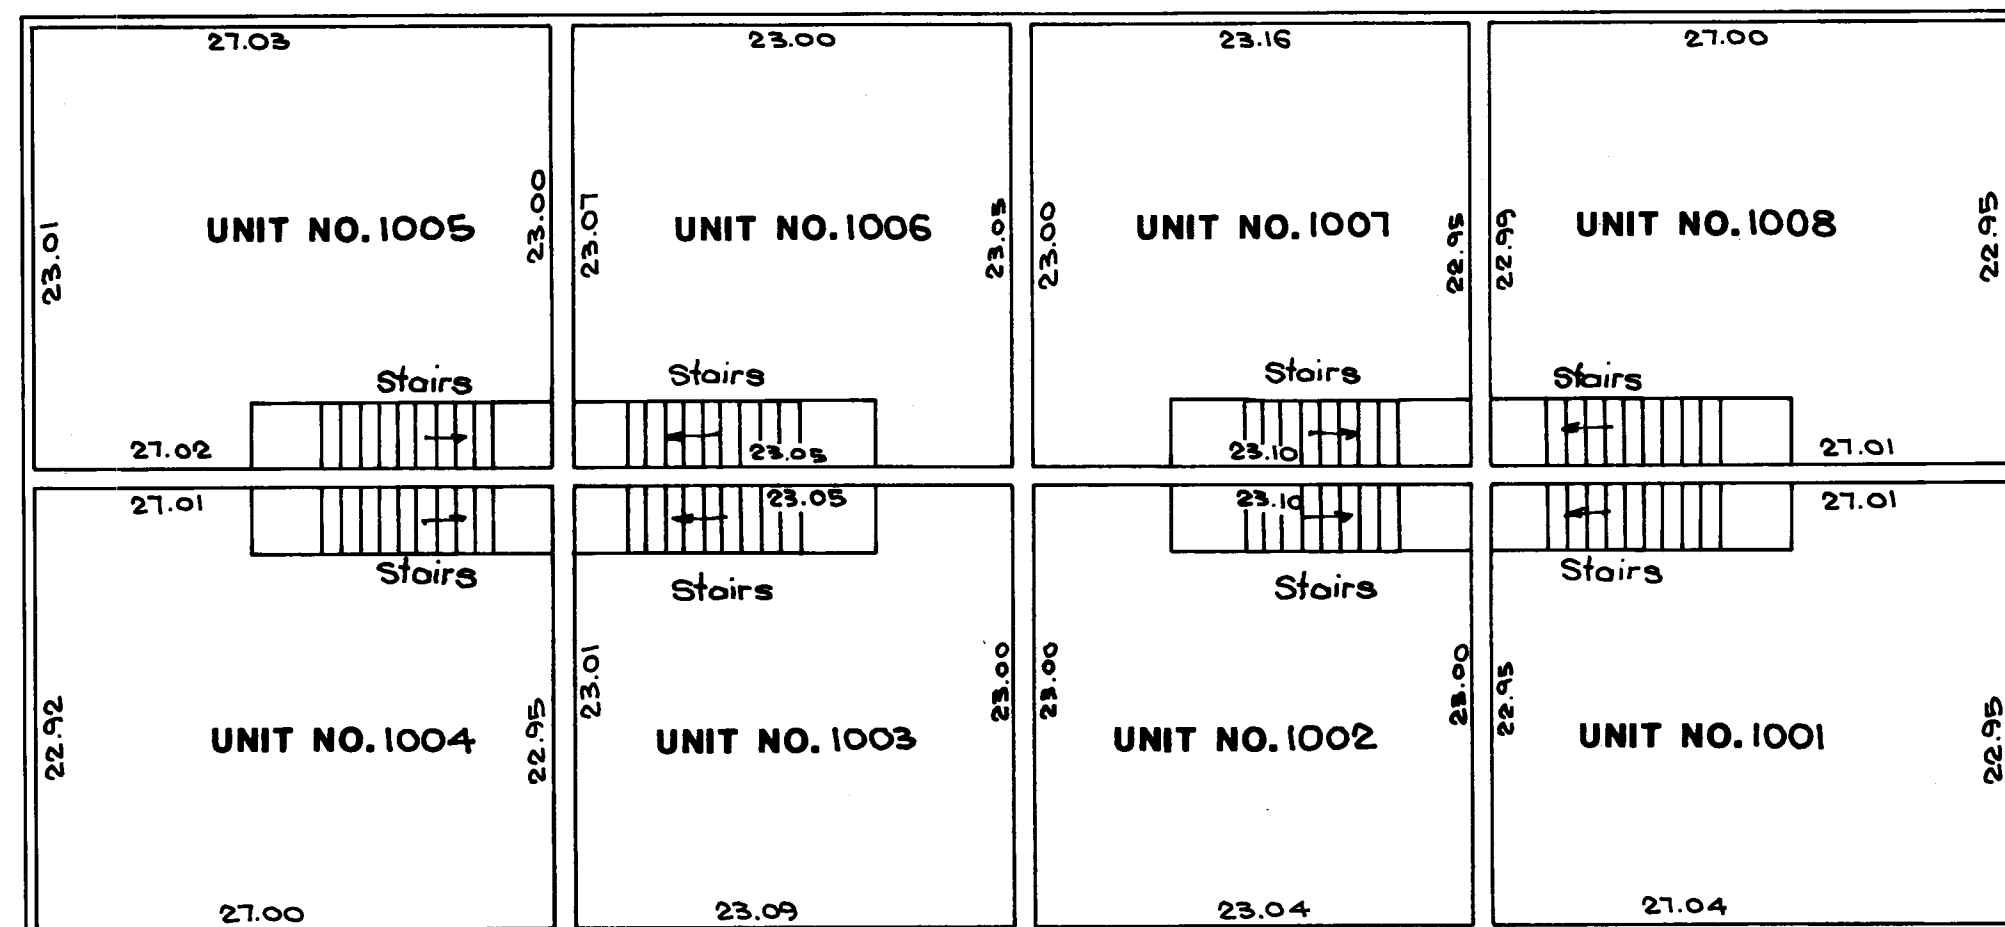 27.03
23.00
23.16
27.00
23.01
UNIT NO. 1005
23.00
23.07
UNIT NO. 1006
23.05
23.00
UNIT NO. 1007
22.95
22.99
UNIT NO. 1008
22.95
Stairs
Stairs
Stairs
Stairs
27.02
23.05
23.10
27.01
27.01
23.05
23.10
27.01
Stairs
Stairs
Stairs
Stairs
22.92
UNIT NO. 1004
22.95
23.01
UNIT NO. 1003
23.00
23.00
UNIT NO. 1002
23.00
22.95
UNIT NO. 1001
22.95
27.00
23.09
23.04
27.04